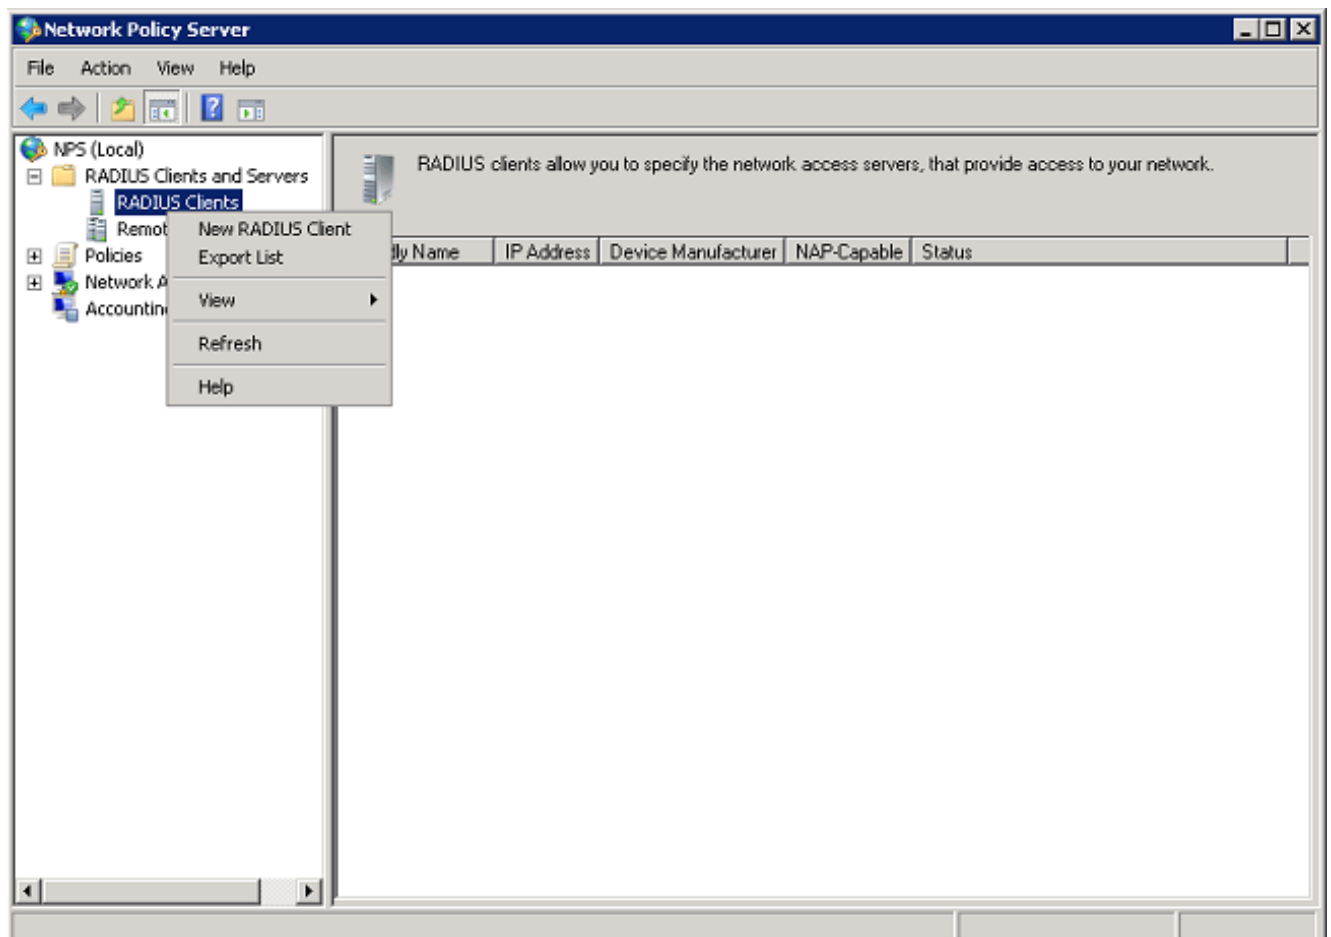 Network Policy Server
File Action View Help
NPS (Local)
RADIUS Clients and Servers
RADIUS Clients
Policies
New RADIUS Client
Export List
View
Refresh
Help
RADIUS clients allow you to specify the network access servers, that provide access to your network.
Name IP Address Device Manufacturer NAP-Capable Status